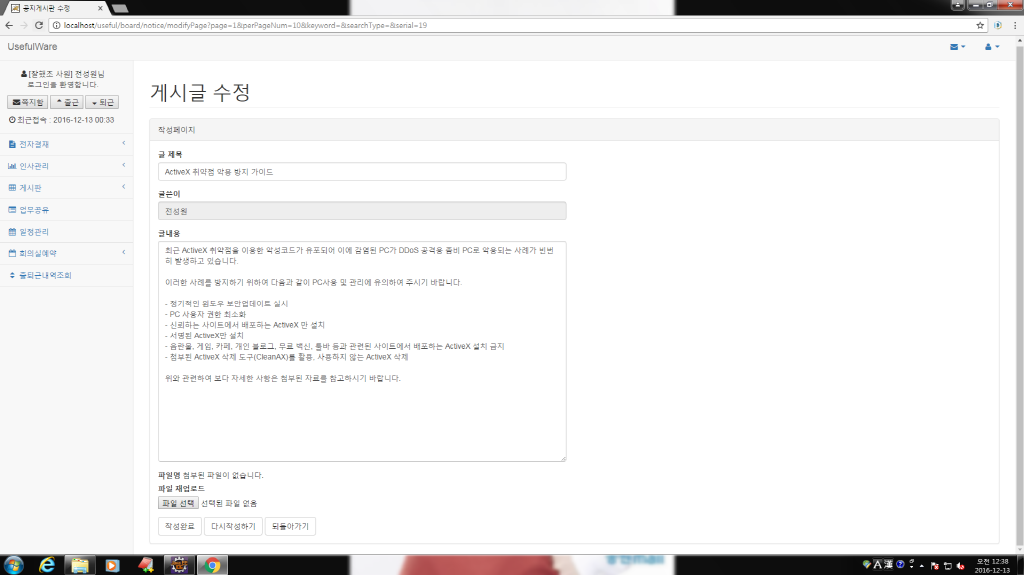 공지게시판 수정
localhost/useful/board/notice/modifyPage?page=1&perPageNum=10&keyword=&searchType=&serial=19
UsefulWare
[잘했조 사원] 전성원님
로그인을 환영합니다.
쪽지함 출근 퇴근
최근접속 : 2016-12-13 00:33
전자결재
인사관리
게시판
업무공유
일정관리
회의실예약
출퇴근내역조회
게시글 수정
작성페이지
글 제목
ActiveX 취약점 악용 방지 가이드
글쓴이
전성원
글내용
최근 ActiveX 취약점을 이용한 악성코드가 유포되어 이에 감염된 PC가 DDoS 공격용 좀비 PC로 악용되는 사례가 빈번
히 발생하고 있습니다.
이러한 사례를 방지하기 위하여 다음과 같이 PC사용 및 관리에 유의하여 주시기 바랍니다.
- 정기적인 윈도우 보안업데이트 실시
- PC 사용자 권한 최소화
- 신뢰하는 사이트에서 배포하는 ActiveX 만 설치
- 서명된 ActiveX만 설치
- 음란물, 게임, 카페, 개인 블로그, 무료 백신, 툴바 등과 관련된 사이트에서 배포하는 ActiveX 설치 금지
- 첨부된 ActiveX 삭제 도구(CleanAX)를 활용, 사용하지 않는 ActiveX 삭제
위와 관련하여 보다 자세한 사항은 첨부된 자료를 참고하시기 바랍니다.
파일명 첨부된 파일이 없습니다.
파일 재업로드
파일 선택 선택된 파일 없음
작성완료 다시작성하기 되돌아가기
A 漢
오전 12:38
2016-12-13